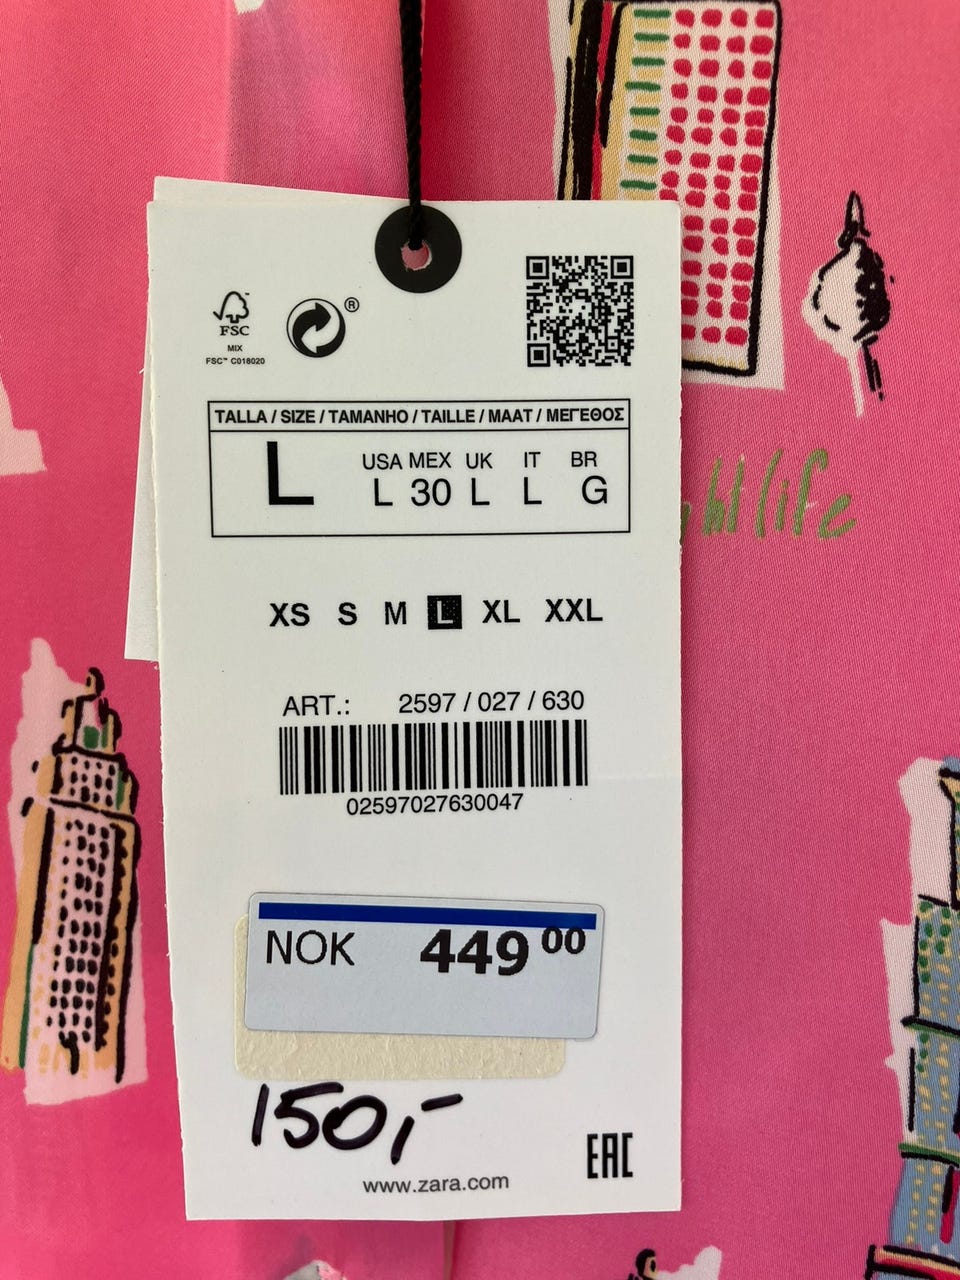 FSC
MIX
FSC™ C018020
®
TALLA / SIZE / TAMANHO / TAILLE / MAAT / ΜΕΓΕΘΟΣ
L
USA MEX UK IT BR
L 30 L L G
XS S M L XL XXL
ART.: 2597 / 027 / 630
02597027630047
NOK 449 00
150,-
EAC
www.zara.com